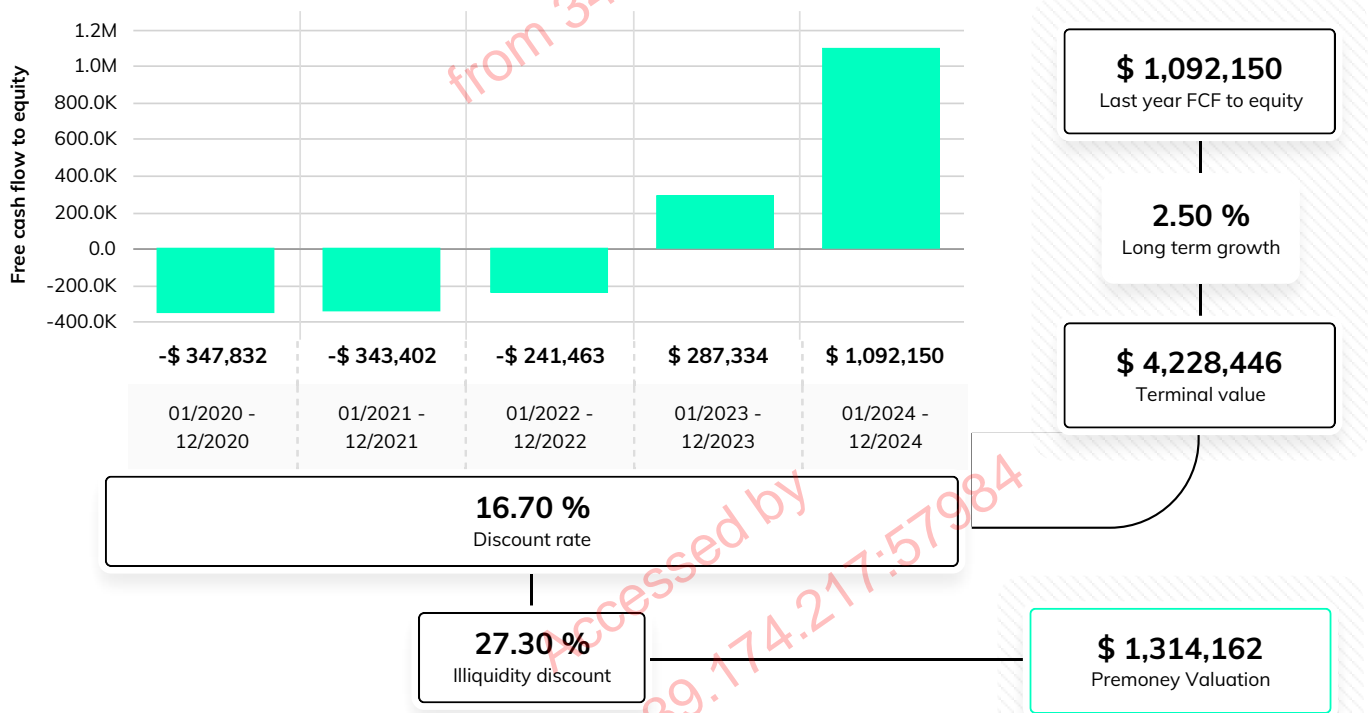 Free cash flow to equity
1.2M
1.0M
800.0K
600.0K
400.0K
200.0K
0.0
-200.0K
-400.0K
-$ 347,832
-$ 343,402
-$ 241,463
$ 287,334
$ 1,092,150
01/2020 -
12/2020
01/2021 -
12/2021
01/2022 -
12/2022
01/2023 -
12/2023
01/2024 -
12/2024
$ 1,092,150
Last year FCF to equity
2.50 %
Long term growth
$ 4,228,446
Terminal value
16.70 %
Discount rate
27.30 %
Illiquidity discount
$ 1,314,162
Premoney Valuation
Accessed by
from 34
89.174.217:57984